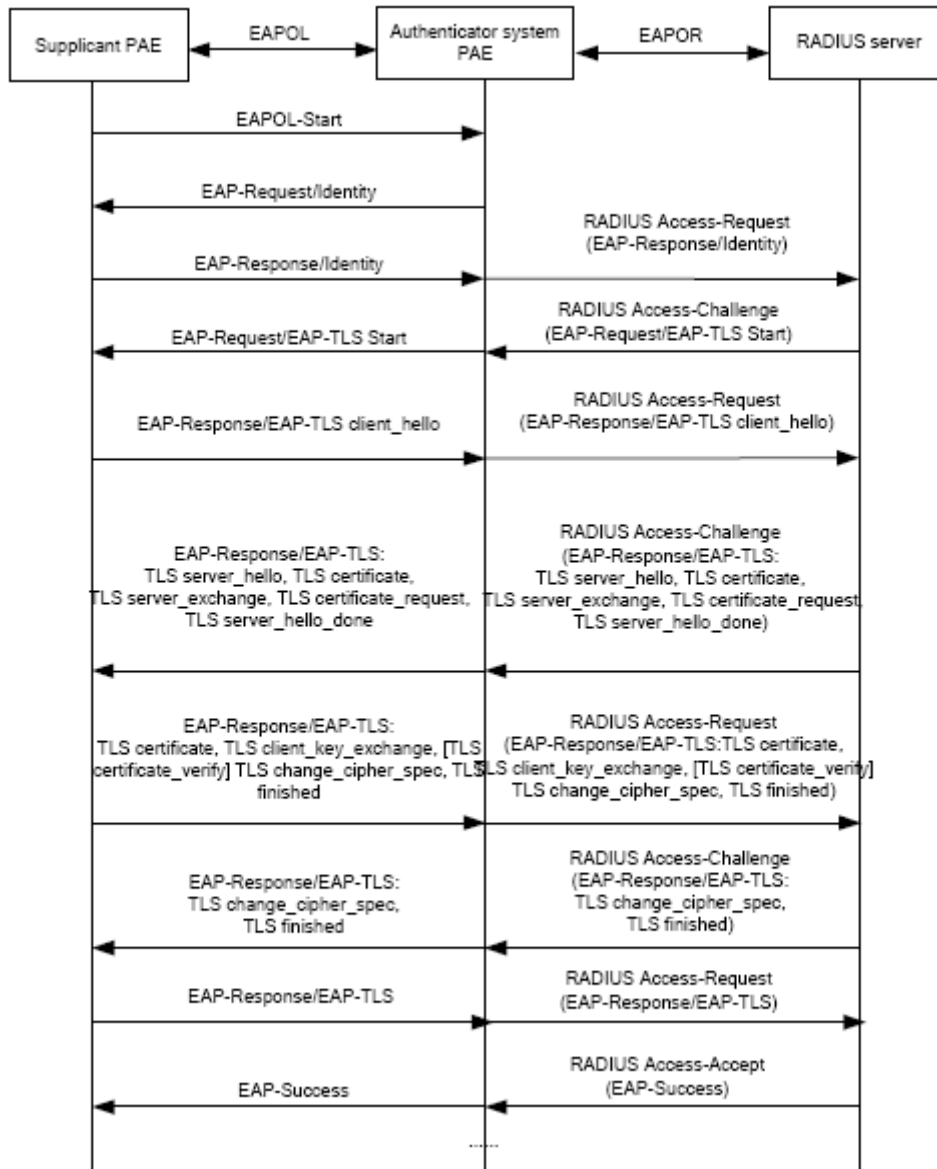 Supplicant PAE
EAPOL
Authenticator system
PAE
EAPOR
RADIUS server
EAPOL-Start
EAP-Request/Identity
RADIUS Access-Request
(EAP-Response/Identity)
EAP-Response/Identity
RADIUS Access-Challenge
(EAP-Request/EAP-TLS Start)
EAP-Request/EAP-TLS Start
RADIUS Access-Request
(EAP-Response/EAP-TLS client_hello)
EAP-Response/EAP-TLS client_hello
EAP-Response/EAP-TLS:
TLS server_hello, TLS certificate,
TLS server_exchange, TLS certificate_request,
TLS server_hello_done
RADIUS Access-Challenge
(EAP-Response/EAP-TLS:
TLS server_hello, TLS certificate,
TLS server_exchange, TLS certificate_request,
TLS server_hello_done)
EAP-Response/EAP-TLS:
TLS certificate, TLS client_key_exchange, [TLS
certificate_verify] TLS change_cipher_spec, TLS
finished
RADIUS Access-Request
(EAP-Response/EAP-TLS:TLS certificate,
TLS client_key_exchange, [TLS certificate_verify]
TLS change_cipher_spec, TLS finished)
EAP-Response/EAP-TLS:
TLS change_cipher_spec,
TLS finished
RADIUS Access-Challenge
(EAP-Response/EAP-TLS:
TLS change_cipher_spec,
TLS finished)
EAP-Response/EAP-TLS
RADIUS Access-Request
(EAP-Response/EAP-TLS)
EAP-Success
RADIUS Access-Accept
(EAP-Success)
......